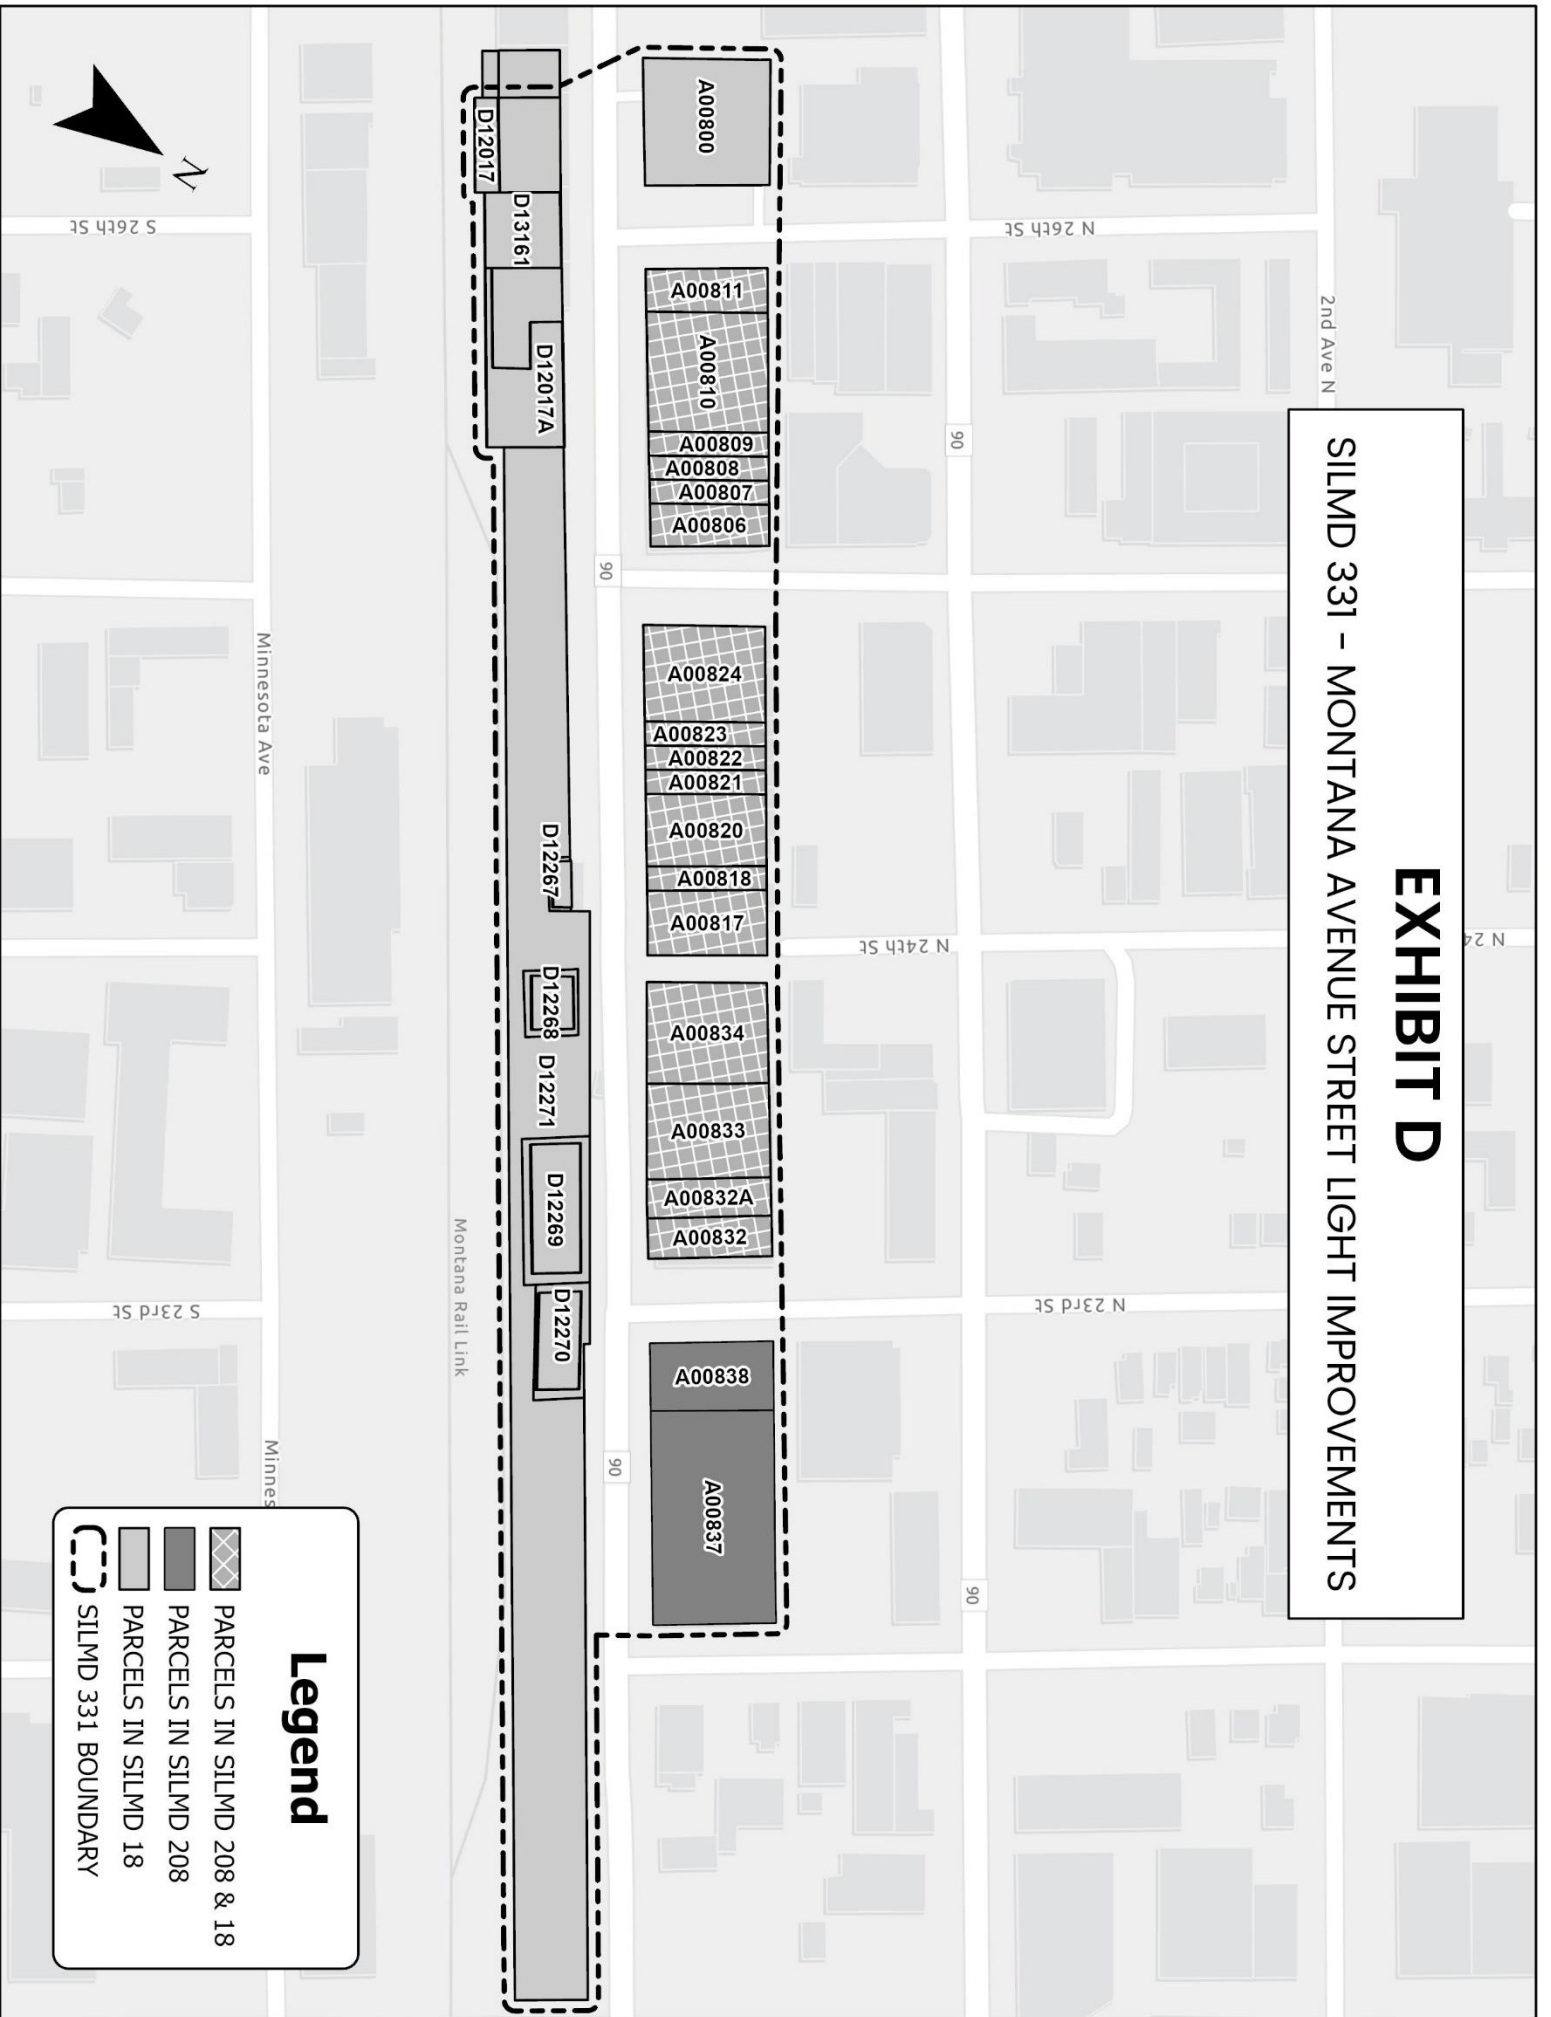 EXHIBIT D
SILMD 331 - MONTANA AVENUE STREET LIGHT IMPROVEMENTS
N 24
2nd Ave N
N 26th St
90
N 24th St
N 23rd St
90
A00800
A00811
A00810
A00809
A00808
A00807
A00806
A00824
A00823
A00822
A00821
A00820
A00818
A00817
A00834
A00833
A00832A
A00832
A00838
A00837
90
90
D12017
D13161
D12017A
D12267
D12268
D12271
D12269
D12270
Montana Rail Link
Minnesota Ave
Minnes
S 26th St
S 23rd St
N
Legend
PARCELS IN SILMD 208 & 18
PARCELS IN SILMD 208
PARCELS IN SILMD 18
SILMD 331 BOUNDARY